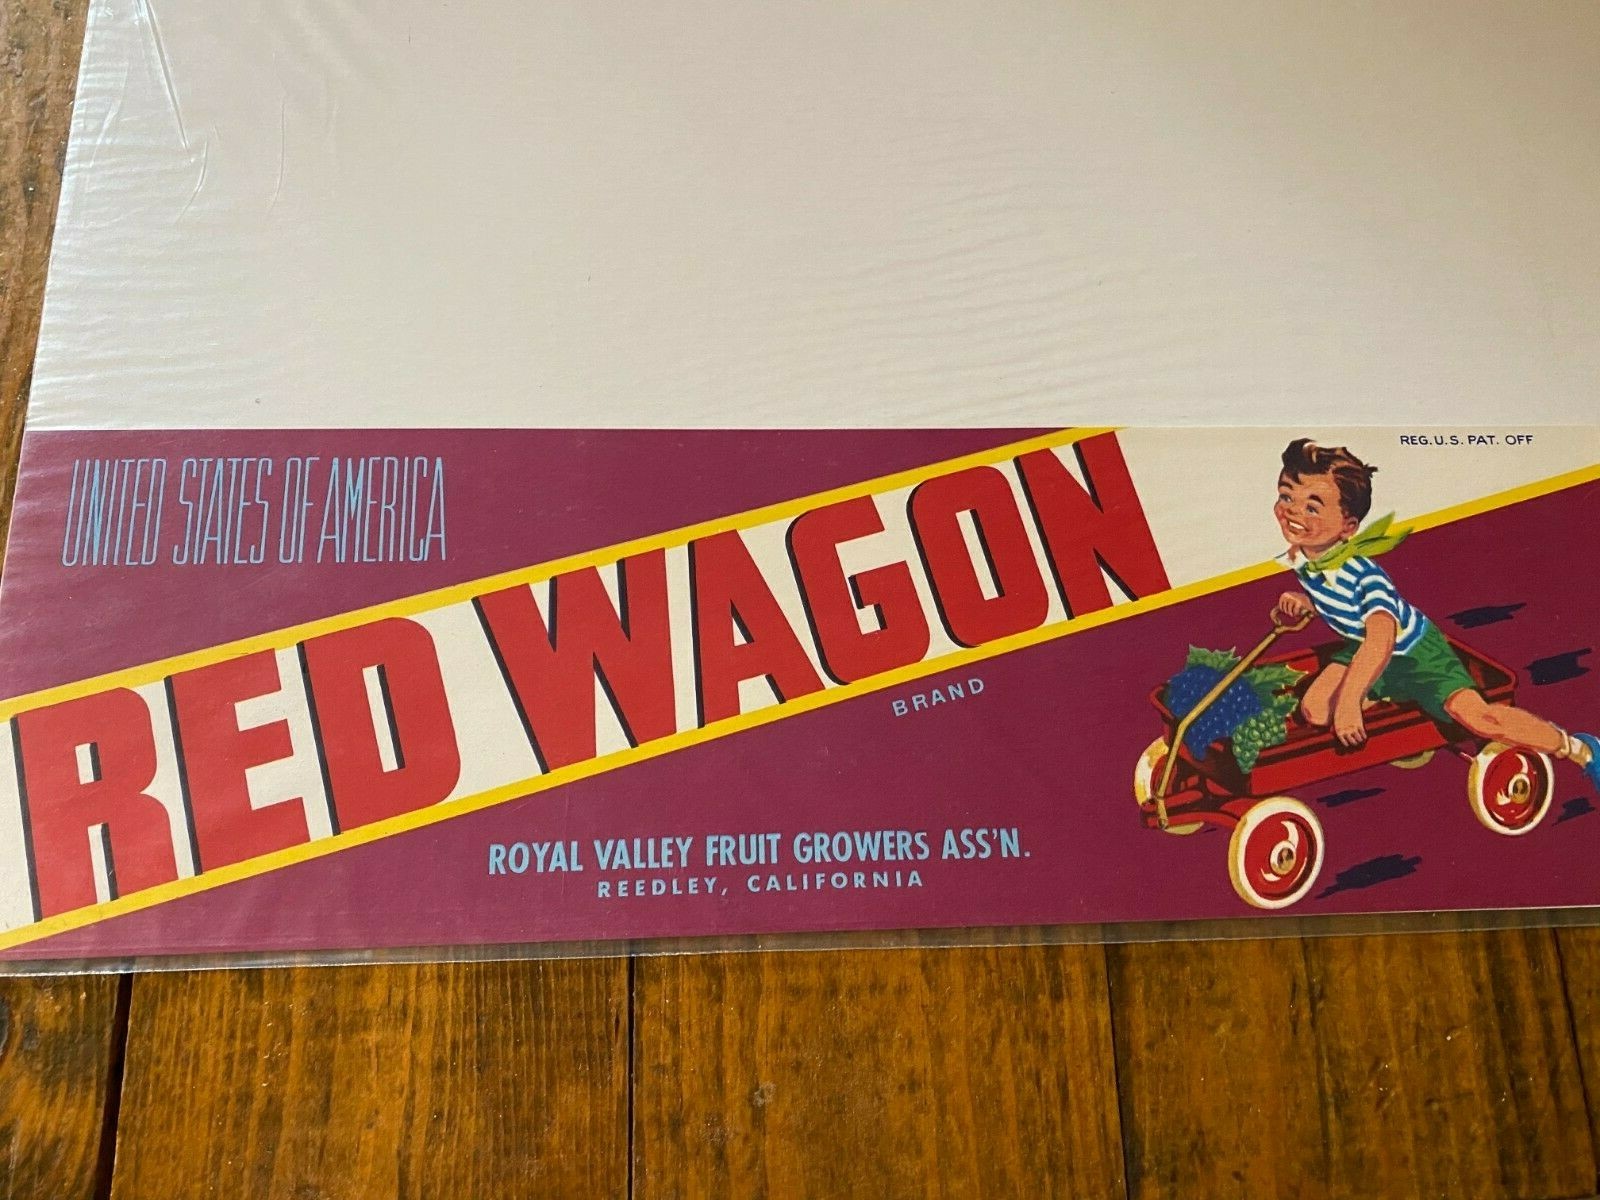 UNITED STATES OF AMERICA
REG. U.S. PAT. OFF
RED WAGON
BRAND
ROYAL VALLEY FRUIT GROWERS ASS'N.
REEDLEY, CALIFORNIA